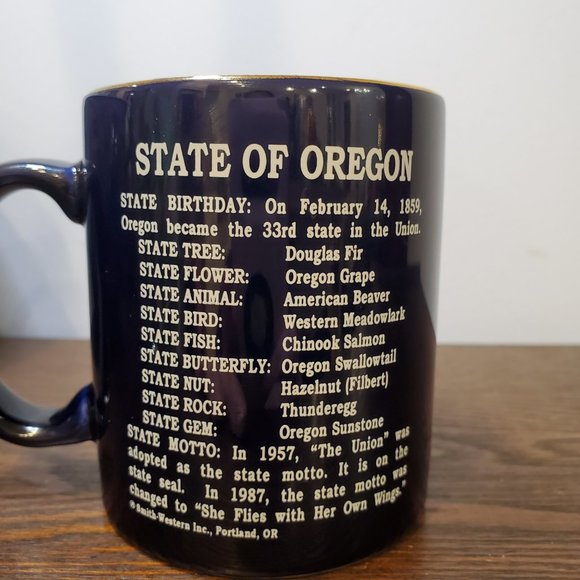 STATE OF OREGON
STATE BIRTHDAY: On February 14, 1859,
Oregon became the 33rd state in the Union.
STATE TREE: Douglas Fir
STATE FLOWER: Oregon Grape
STATE ANIMAL: American Beaver
STATE BIRD: Western Meadowlark
STATE FISH: Chinook Salmon
STATE BUTTERFLY: Oregon Swallowtail
STATE NUT: Hazelnut (Filbert)
STATE ROCK: Thunderegg
STATE GEM: Oregon Sunstone
STATE MOTTO: In 1957, "The Union" was
adopted as the state motto. It is on the
state seal. In 1987, the state motto was
changed to "She Flies with Her Own Wings."
© Smith-Western Inc., Portland, OR